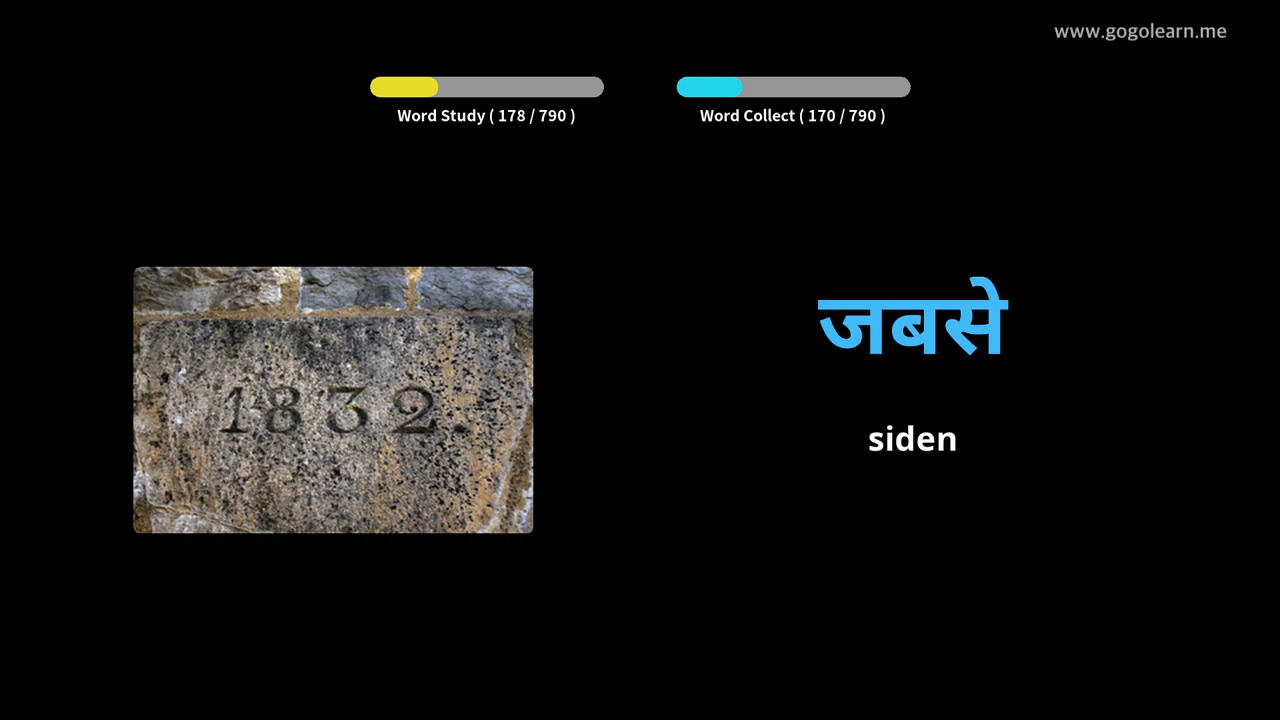 www.gogolearn.me
Word Study ( 178 / 790 )
Word Collect ( 170 / 790 )
1832.
जबसे
siden